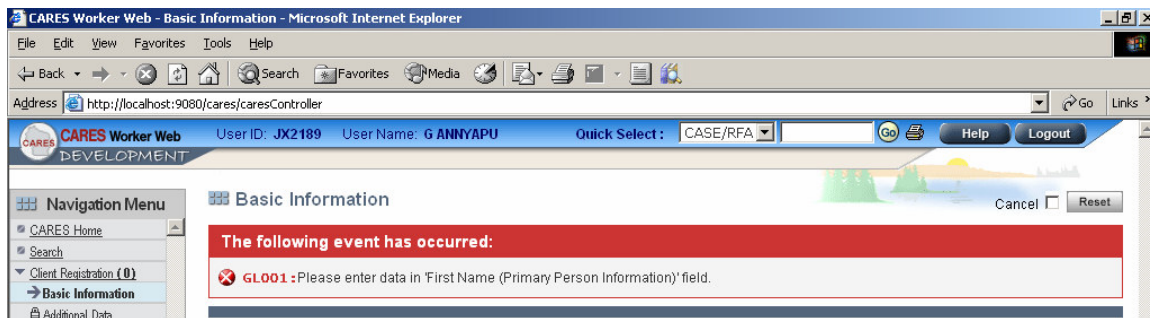 CARES Worker Web - Basic Information - Microsoft Internet Explorer
File Edit View Favorites Tools Help
Back Search Favorites Media
Address http://localhost:9080/cares/caresController Go Links »
CARES CARES Worker Web User ID: JX2189 User Name: G ANNYAPU Quick Select : CASE/RFA Go Help Logout
DEVELOPMENT
Navigation Menu Basic Information Cancel Reset
CARES Home
The following event has occurred:
Search
Client Registration ( 0 ) GL001 :Please enter data in 'First Name (Primary Person Information)' field.
Basic Information
Additional Data